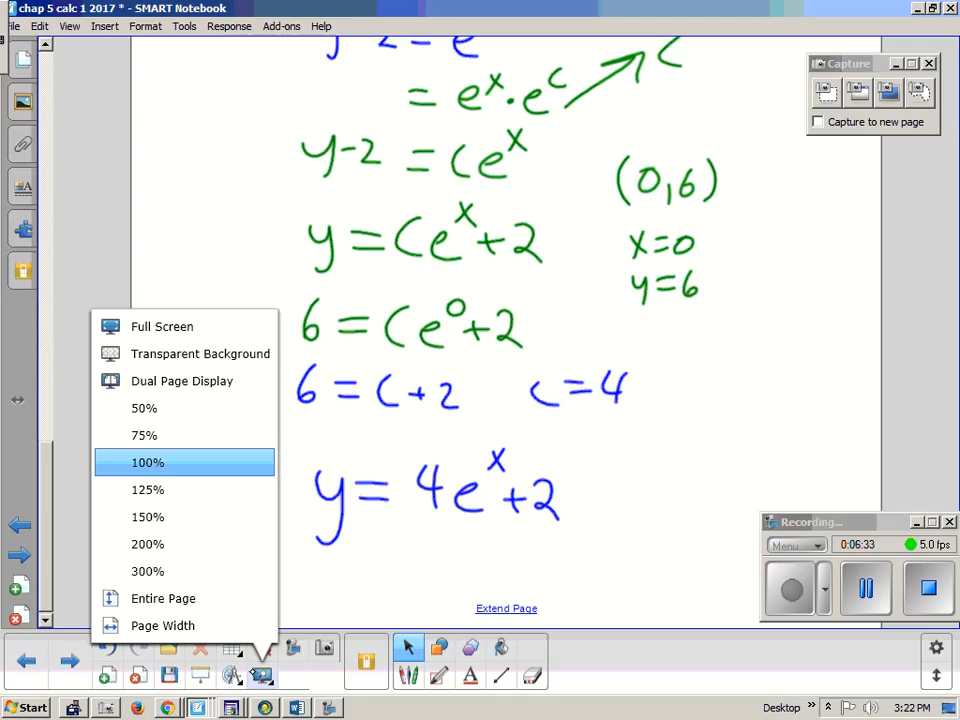 chap 5 calc 1 2017 * - SMART Notebook
File Edit View Insert Format Tools Response Add-ons Help
y-2 = e
= e^x · e^c C
y-2 = Ce^x
(0,6)
y = Ce^x + 2
x=0
y=6
6 = Ce^0 + 2
6 = C+2 C=4
y = 4e^x + 2
Extend Page
Capture
Capture to new page
Full Screen
Transparent Background
Dual Page Display
50%
75%
100%
125%
150%
200%
300%
Entire Page
Page Width
Recording...
Menu 0:06:33 5.0 fps
Start
Desktop » 3:22 PM